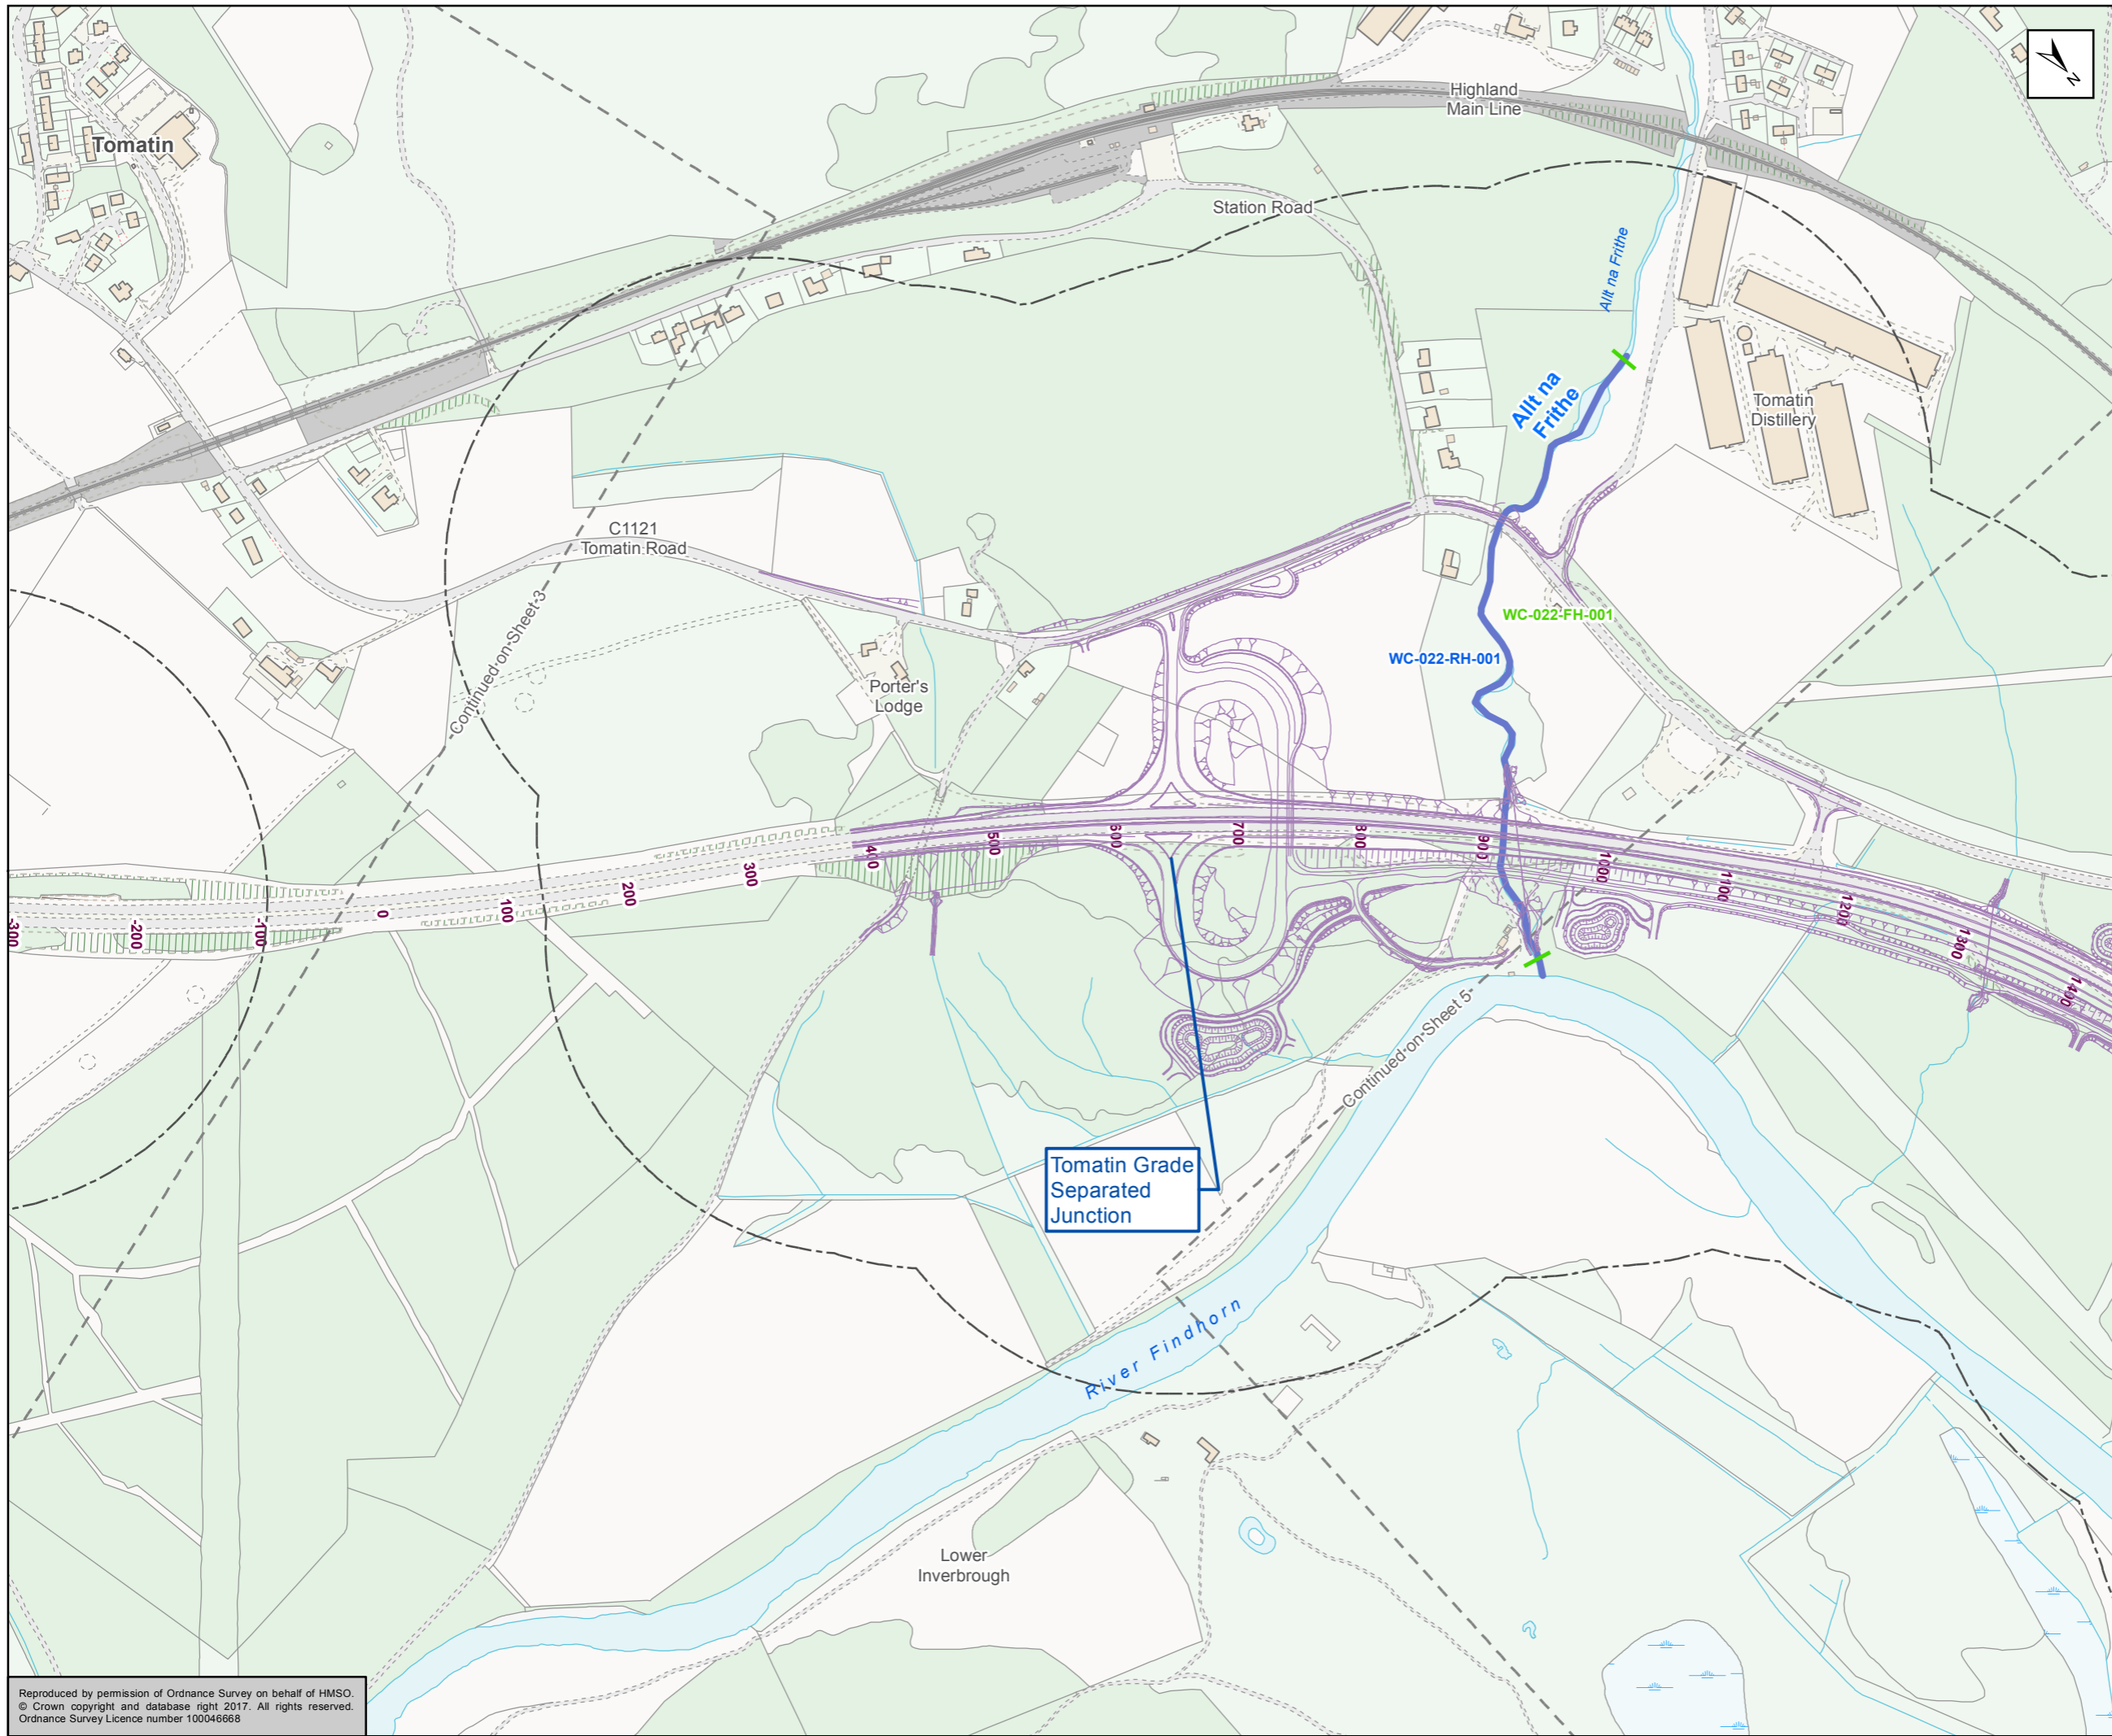 N
Highland
Main Line
Tomatin
Station Road
Allt na Frithe
Allt na
Frithe
Tomatin
Distillery
C1121
Tomatin Road
Continued on Sheet 3
WC-022-FH-001
WC-022-RH-001
Porter's
Lodge
-300
-200
-100
0
100
200
300
400
500
600
700
800
900
1000
1100
1200
1300
1400
Continued on Sheet 5
Tomatin Grade
Separated
Junction
River Findhorn
Lower
Inverbrough
Reproduced by permission of Ordnance Survey on behalf of HMSO.
© Crown copyright and database right 2017. All rights reserved.
Ordnance Survey Licence number 100046668